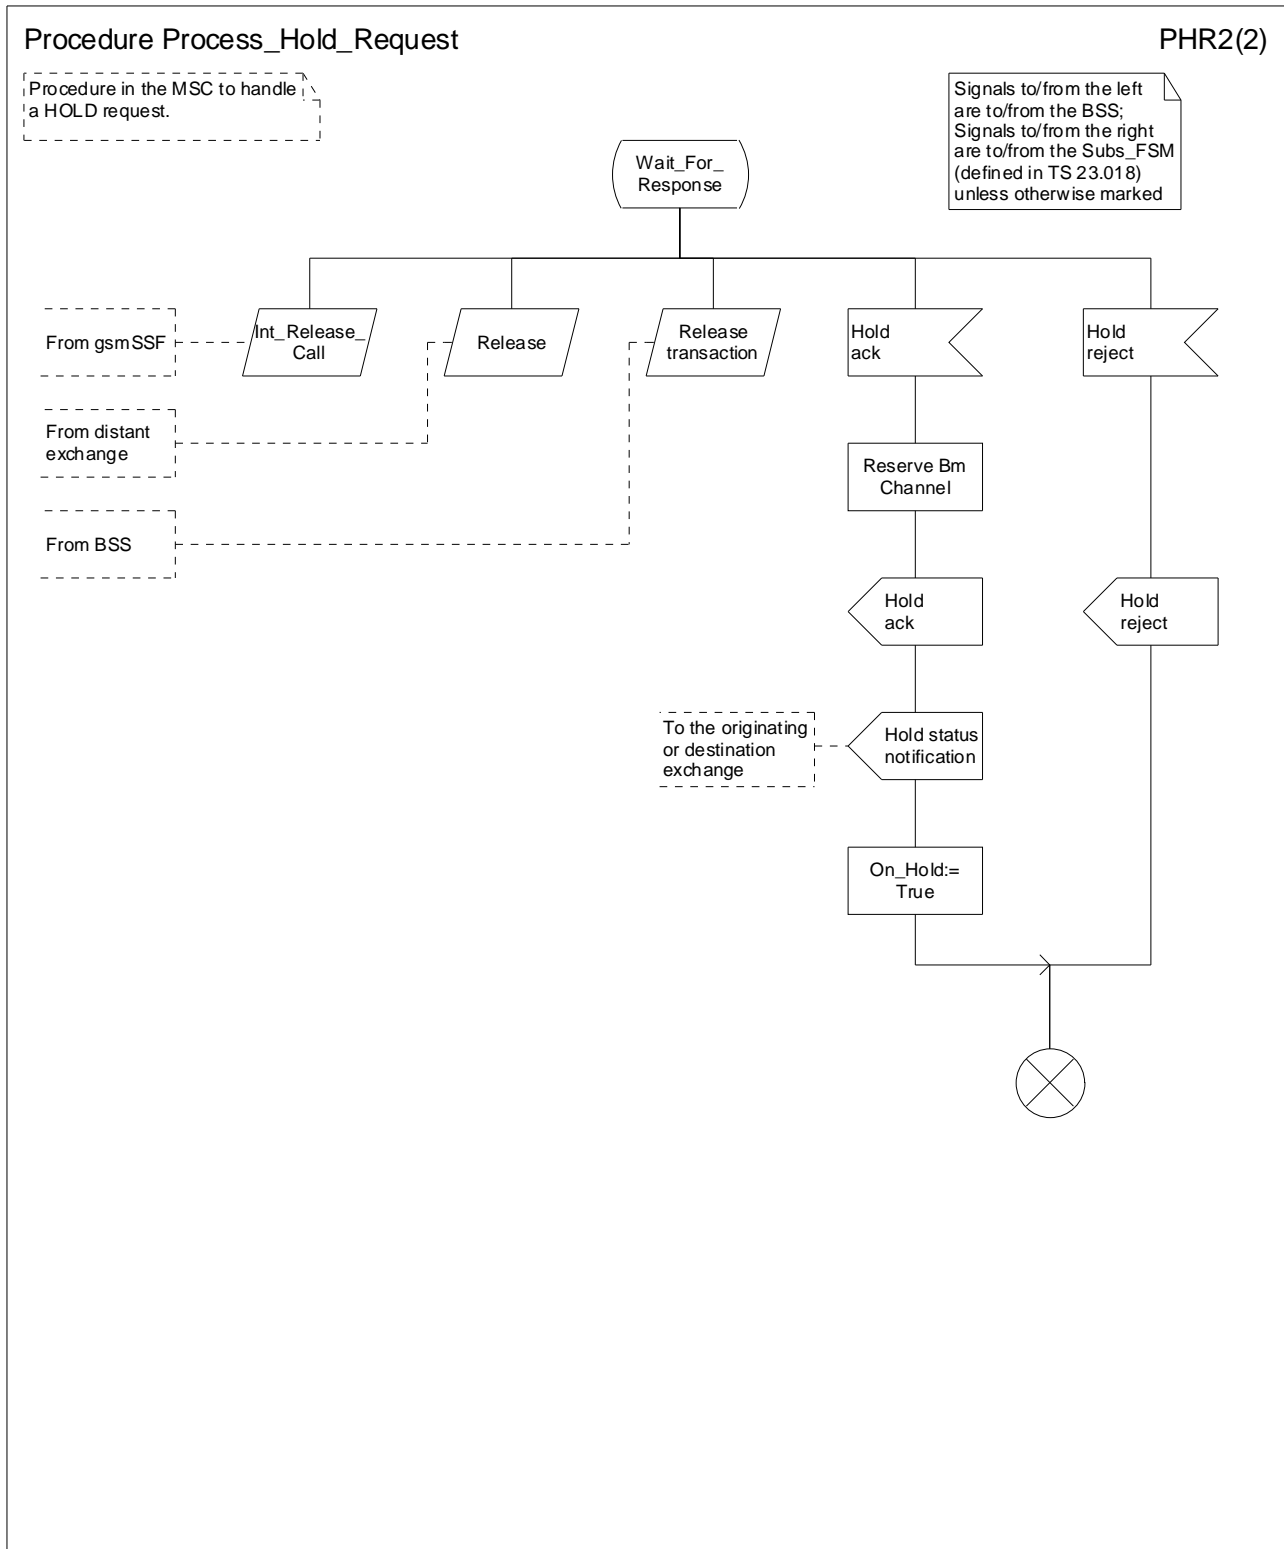 Procedure Process_Hold_Request
PHR2(2)
Procedure in the MSC to handle
a HOLD request.
Signals to/from the left
are to/from the BSS;
Signals to/from the right
are to/from the Subs_FSM
(defined in TS 23.018)
unless otherwise marked
Wait_For_
Response
From gsmSSF
Int_Release_
Call
Release
Release
transaction
Hold
ack
Hold
reject
From distant
exchange
Reserve Bm
Channel
From BSS
Hold
ack
Hold
reject
To the originating
or destination
exchange
Hold status
notification
On_Hold:=
True